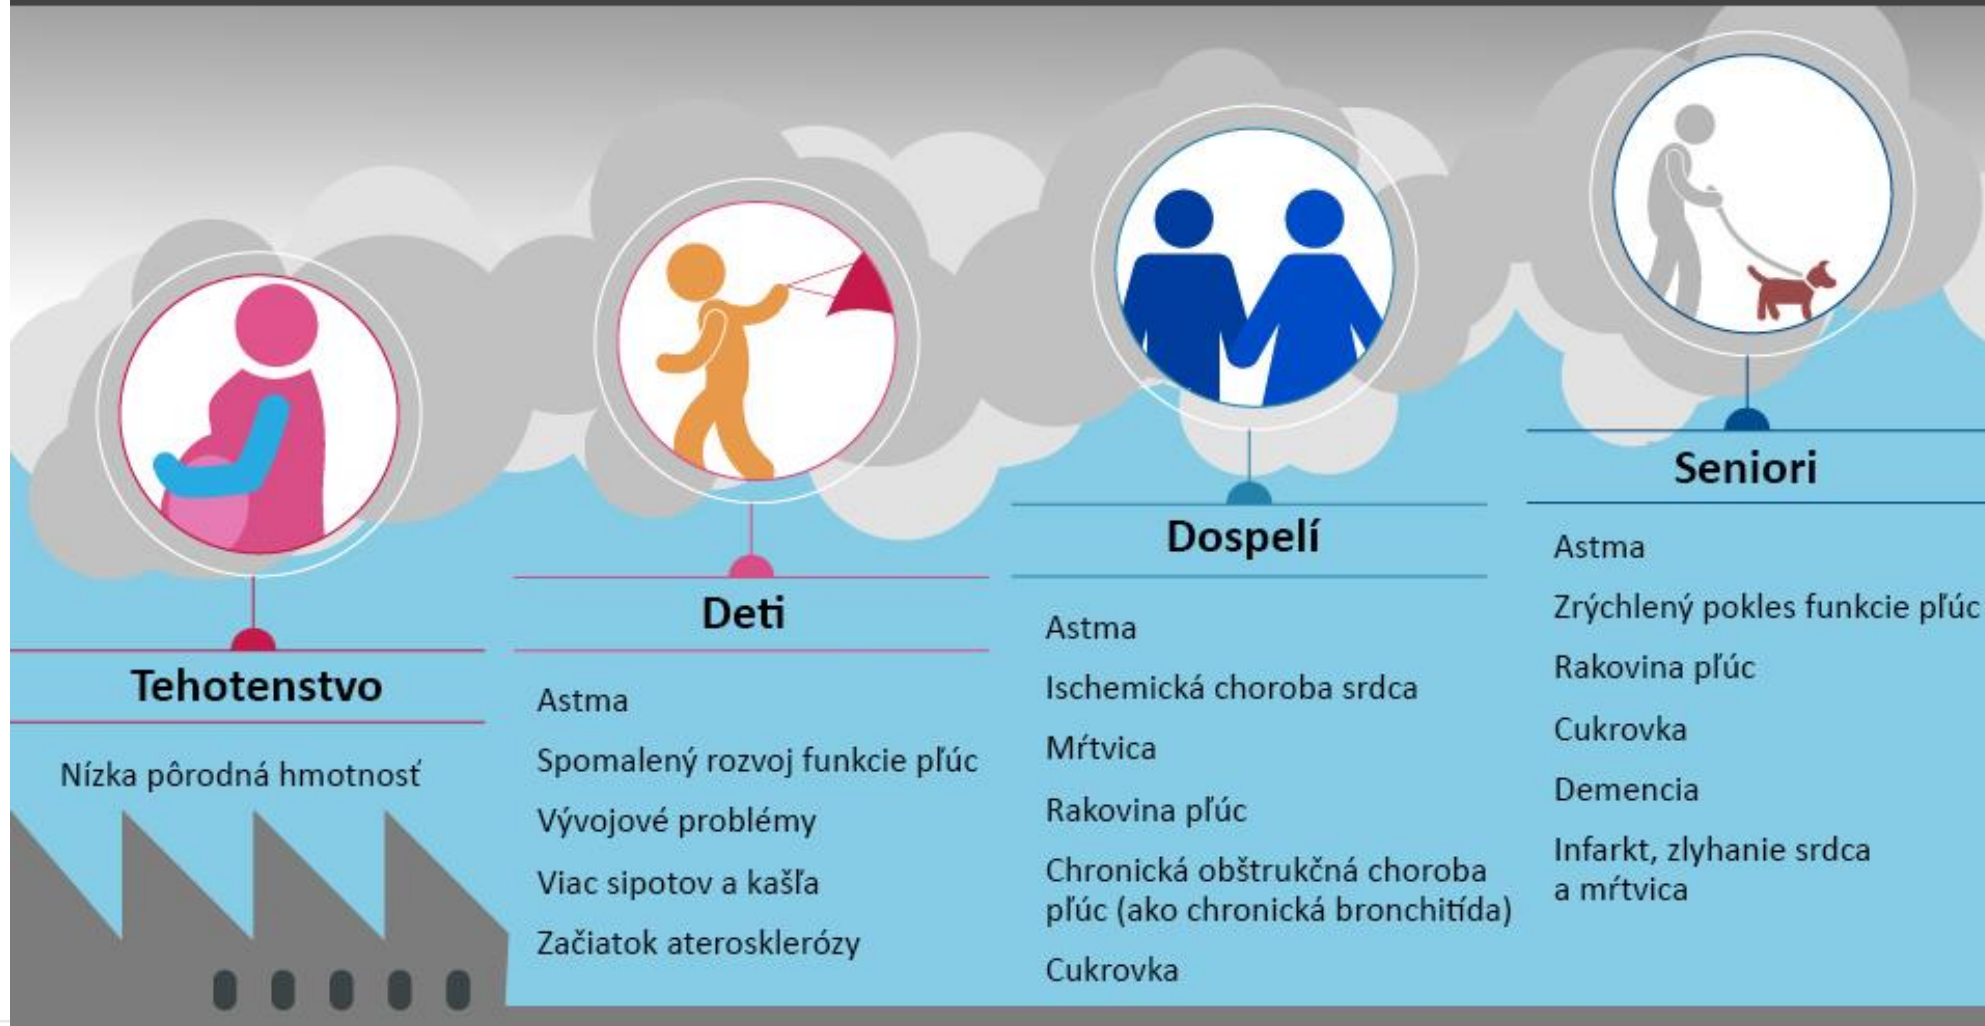 Tehotenstvo
Nízka pôrodná hmotnosť
Deti
Astma
Spomalený rozvoj funkcie pľúc
Vývojové problémy
Viac sipotov a kašľa
Začiatok aterosklerózy
Dospelí
Astma
Ischemická choroba srdca
Mŕtvica
Rakovina pľúc
Chronická obštrukčná choroba
pľúc (ako chronická bronchitída)
Cukrovka
Seniori
Astma
Zrýchlený pokles funkcie pľúc
Rakovina pľúc
Cukrovka
Demencia
Infarkt, zlyhanie srdca
a mŕtvica